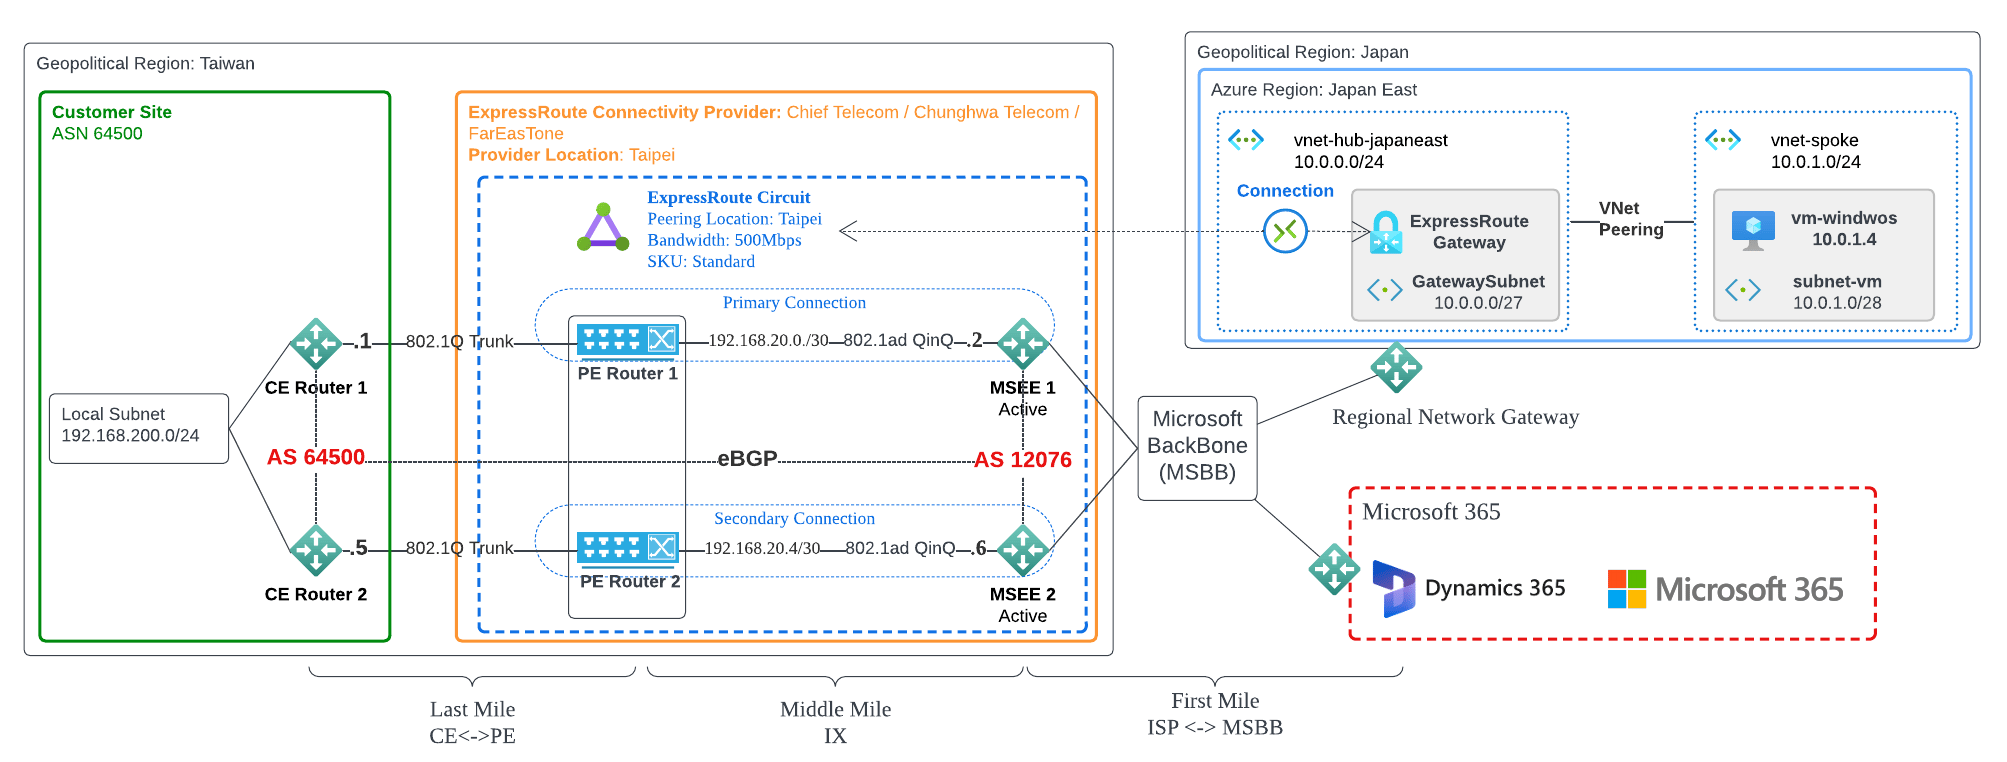 Geopolitical Region: Taiwan
Customer Site
ASN 64500
ExpressRoute Connectivity Provider: Chief Telecom / Chunghwa Telecom /
FarEasTone
Provider Location: Taipei
ExpressRoute Circuit
Peering Location: Taipei
Bandwidth: 500Mbps
SKU: Standard
Primary Connection
.1
802.1Q Trunk
192.168.20.0./30
802.1ad QinQ
.2
PE Router 1
CE Router 1
MSEE 1
Active
Local Subnet
192.168.200.0/24
AS 64500
eBGP
AS 12076
Secondary Connection
.5
802.1Q Trunk
192.168.20.4/30
802.1ad QinQ
.6
PE Router 2
CE Router 2
MSEE 2
Active
Geopolitical Region: Japan
Azure Region: Japan East
vnet-hub-japaneast
10.0.0.0/24
Connection
ExpressRoute
Gateway
GatewaySubnet
10.0.0.0/27
VNet
Peering
vnet-spoke
10.0.1.0/24
vm-windwos
10.0.1.4
subnet-vm
10.0.1.0/28
Microsoft
BackBone
(MSBB)
Regional Network Gateway
Microsoft 365
Dynamics 365
Microsoft 365
Last Mile
CE<->PE
Middle Mile
IX
First Mile
ISP <-> MSBB